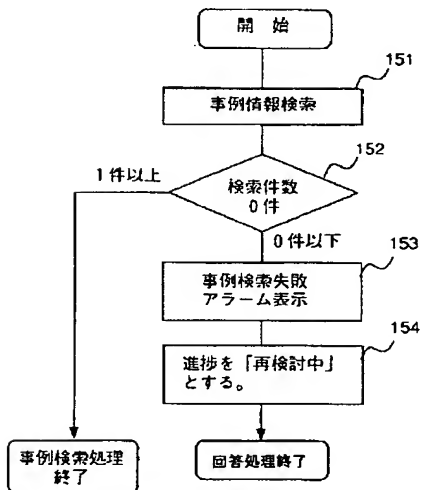 開 始
151
事例情報検索
152
1件以上
検索件数
0件
0件以下
153
事例検索失敗
アラーム表示
154
進捗を「再検討中」
とする。
事例検索処理
終了
回答処理終了